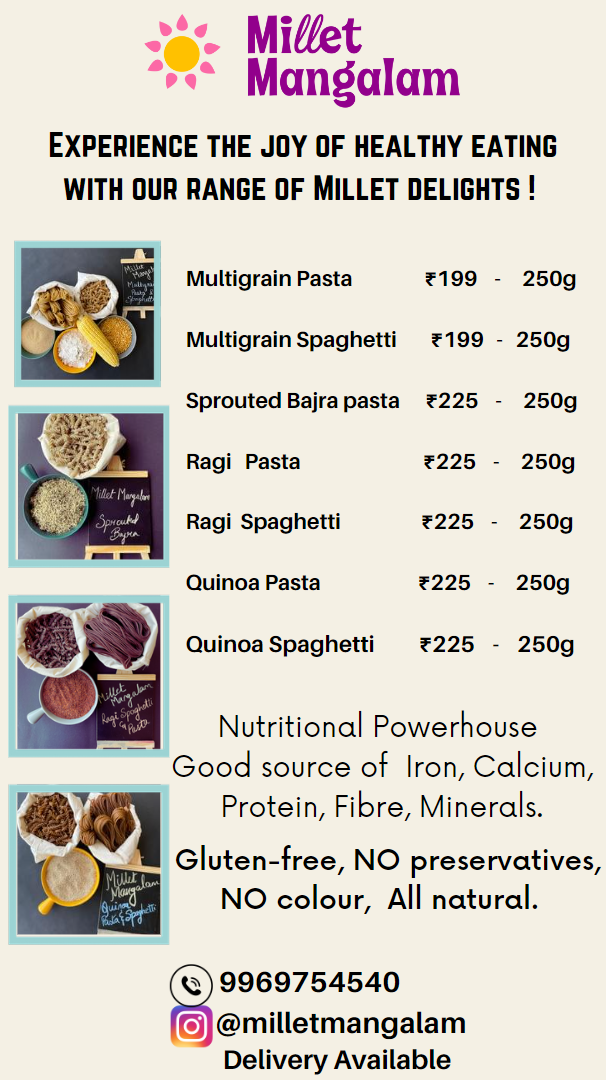 Millet
Mangalam
EXPERIENCE THE JOY OF HEALTHY EATING
WITH OUR RANGE OF MILLET DELIGHTS !
Millet
Multigrain Pasta ₹199 - 250g
Multigrain Spaghetti ₹199 - 250g
Sprouted Bajra pasta ₹225 - 250g
Millet Mangalam
Sprouted
Bajra
Ragi Pasta ₹225 - 250g
Ragi Spaghetti ₹225 - 250g
Quinoa Pasta ₹225 - 250g
Quinoa Spaghetti ₹225 - 250g
Millet
Mangalam
Ragi Spaghetti
&
Pasta
Nutritional Powerhouse
Good source of Iron, Calcium,
Protein, Fibre, Minerals.
Millet
Mangalam
Quinoa
Pasta & Spaghetti
Gluten-free, NO preservatives,
NO colour, All natural.
9969754540
@milletmangalam
Delivery Available